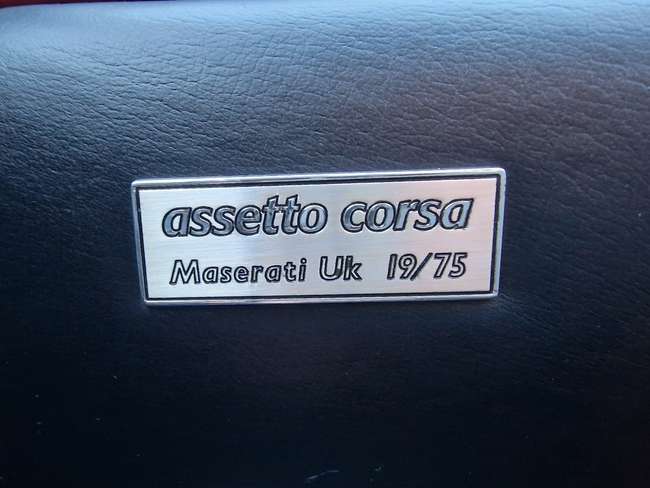 assetto corsa
Maserati Uk 19/75